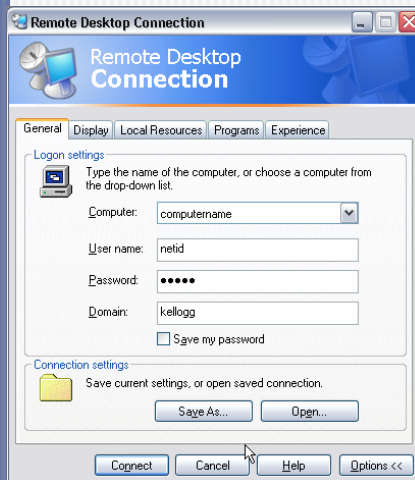 Remote Desktop Connection
Remote Desktop
Connection
General Display Local Resources Programs Experience
Logon settings
Type the name of the computer, or choose a computer from
the drop-down list.
Computer: computername
User name: netid
Password: •••••
Domain: kellogg
Save my password
Connection settings
Save current settings, or open saved connection.
Save As... Open...
Connect Cancel Help Options <<